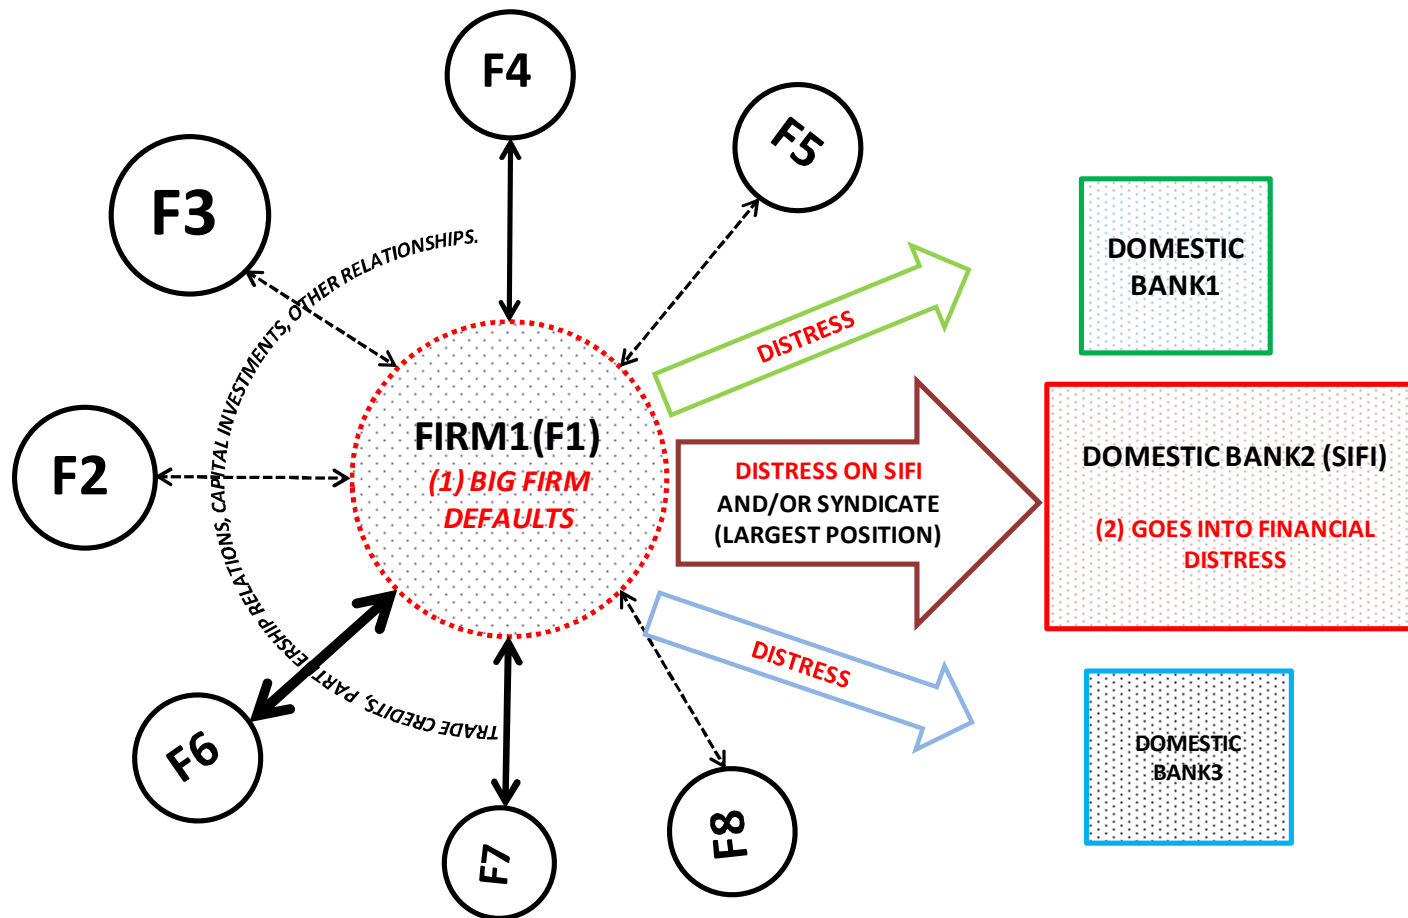 F4
F5
F3
F2
F6
F7
F8
TRADE CREDITS, PARTNERSHIP RELATIONS, CAPITAL INVESTMENTS, OTHER RELATIONSHIPS.
FIRM1(F1)
(1) BIG FIRM
DEFAULTS
DISTRESS
DISTRESS ON SIFI
AND/OR SYNDICATE
(LARGEST POSITION)
DISTRESS
DOMESTIC
BANK1
DOMESTIC BANK2 (SIFI)
(2) GOES INTO FINANCIAL
DISTRESS
DOMESTIC
BANK3